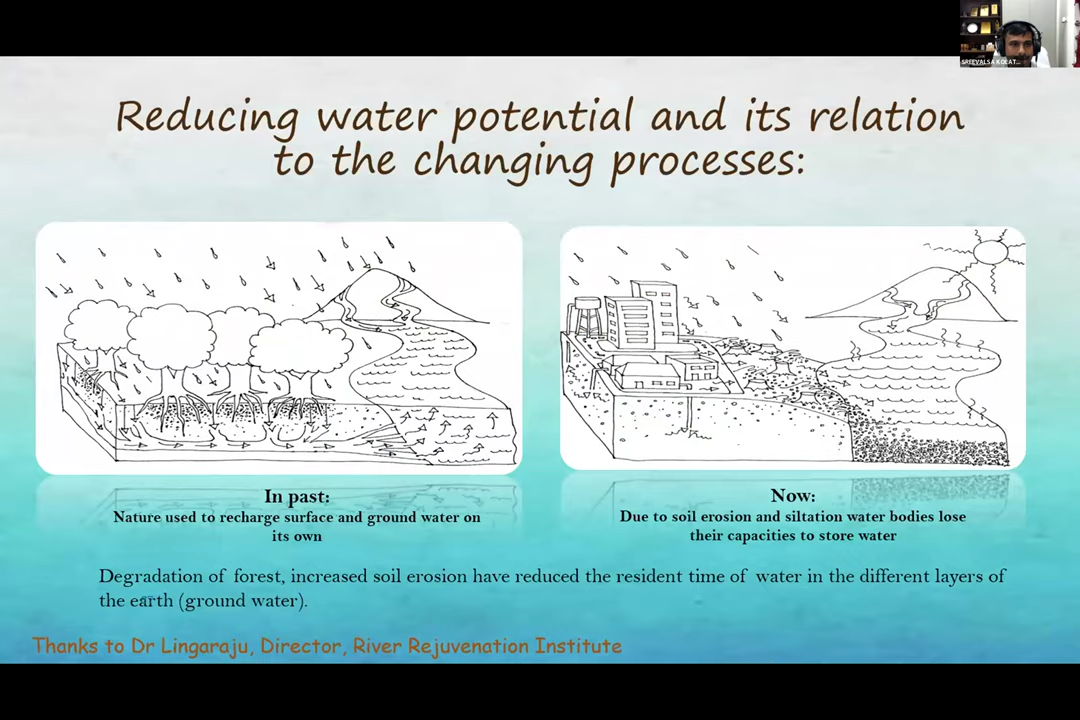 SREEVALSA KOLAT...
Reducing water potential and its relation
to the changing processes:
In past:
Nature used to recharge surface and ground water on
its own
Now:
Due to soil erosion and siltation water bodies lose
their capacities to store water
Degradation of forest, increased soil erosion have reduced the resident time of water in the different layers of
the earth (ground water).
Thanks to Dr Lingaraju, Director, River Rejuvenation Institute